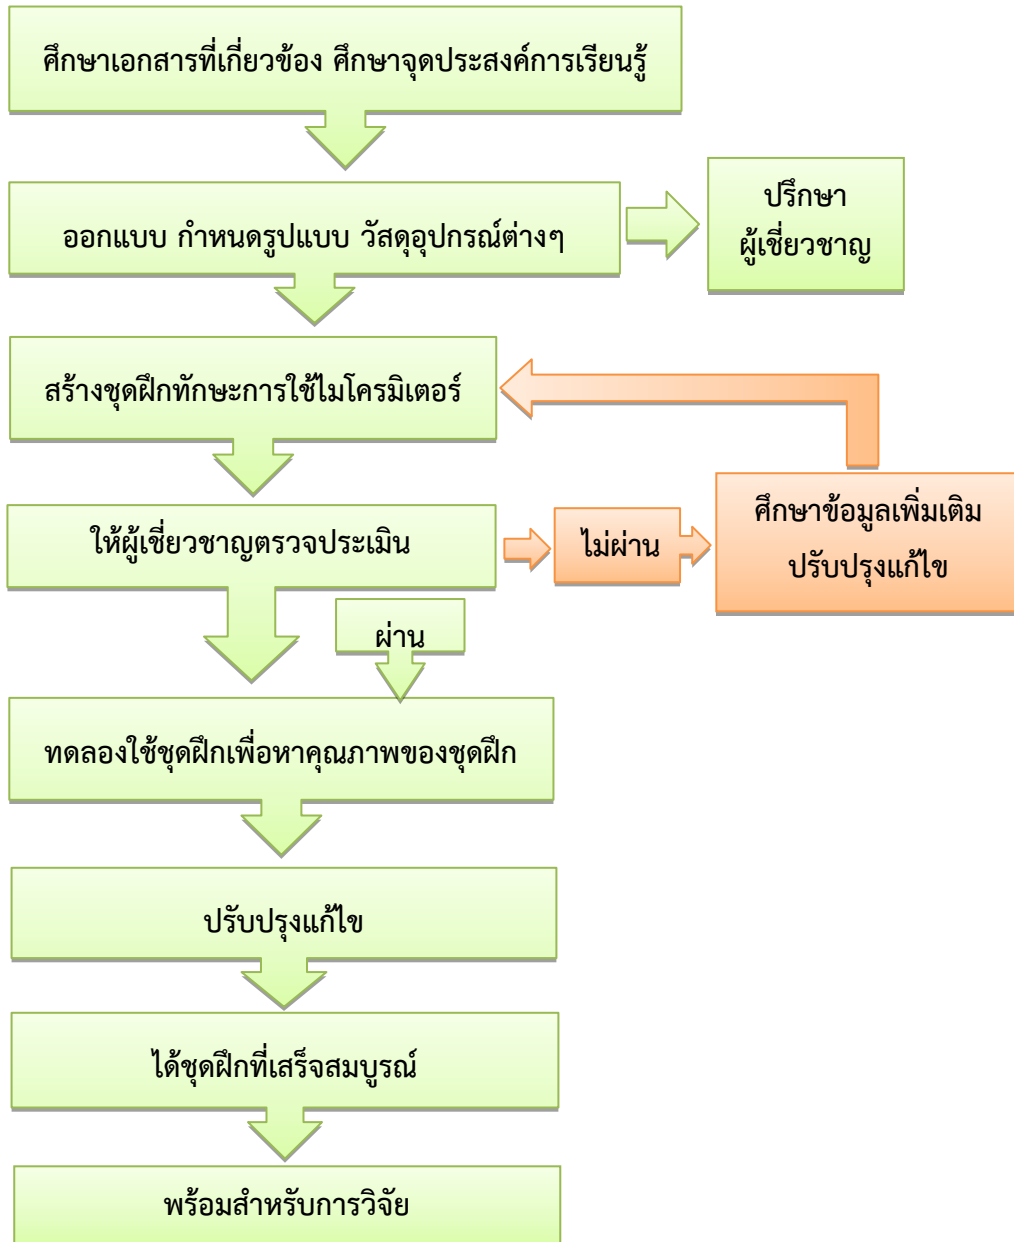 ศึกษาเอกสารที่เกี่ยวข้อง ศึกษาจุดประสงค์การเรียนรู้
ออกแบบ กำหนดรูปแบบ วัสดุอุปกรณ์ต่างๆ
ปรึกษา
ผู้เชี่ยวชาญ
สร้างชุดฝึกทักษะการใช้ไมโครมิเตอร์
ให้ผู้เชี่ยวชาญตรวจประเมิน
ไม่ผ่าน
ศึกษาข้อมูลเพิ่มเติม
ปรับปรุงแก้ไข
ผ่าน
ทดลองใช้ชุดฝึกเพื่อหาคุณภาพของชุดฝึก
ปรับปรุงแก้ไข
ได้ชุดฝึกที่เสร็จสมบูรณ์
พร้อมสำหรับการวิจัย